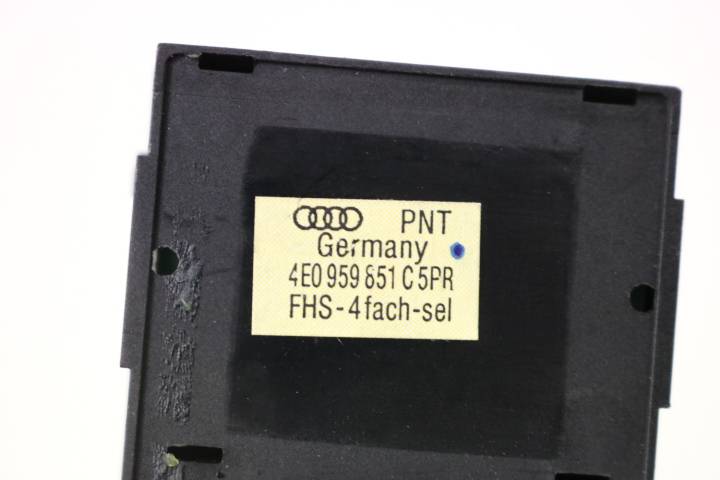 PNT
Germany
4E0 959 851 C 5PR
FHS-4fach-sel